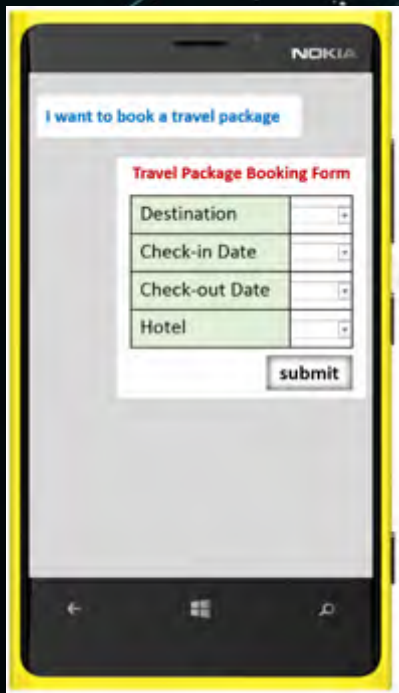 NOKIA
I want to book a travel package
Travel Package Booking Form
Destination
Check-in Date
Check-out Date
Hotel
submit